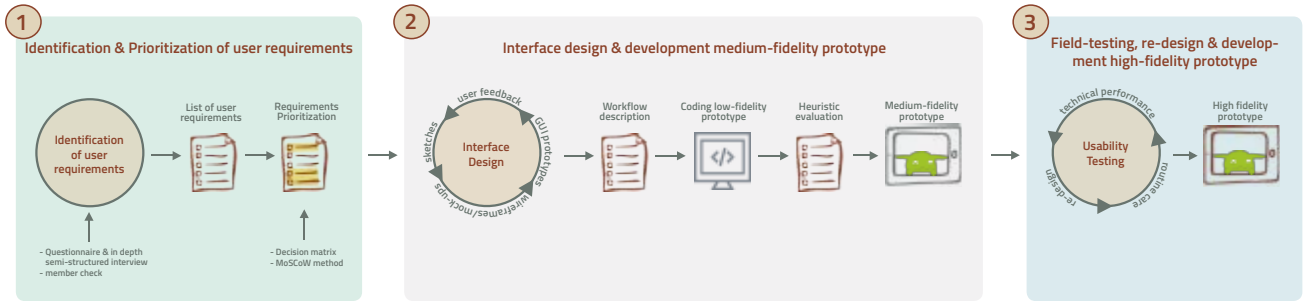 1
Identification & Prioritization of user requirements
Identification
of user
requirements
List of user
requirements
Requirements
Prioritization
- Questionnaire & in depth
semi-structured interview
- member check
- Decision matrix
- MoSCoW method
2
Interface design & development medium-fidelity prototype
user feedback
sketches
GUI prototypes
wireframes/mock-ups
Interface
Design
Workflow
description
Coding low-fidelity
prototype
</>
Heuristic
evaluation
Medium-fidelity
prototype
3
Field-testing, re-design & develop-
ment high-fidelity prototype
technical performance
re-design
routine care
Usability
Testing
High fidelity
prototype